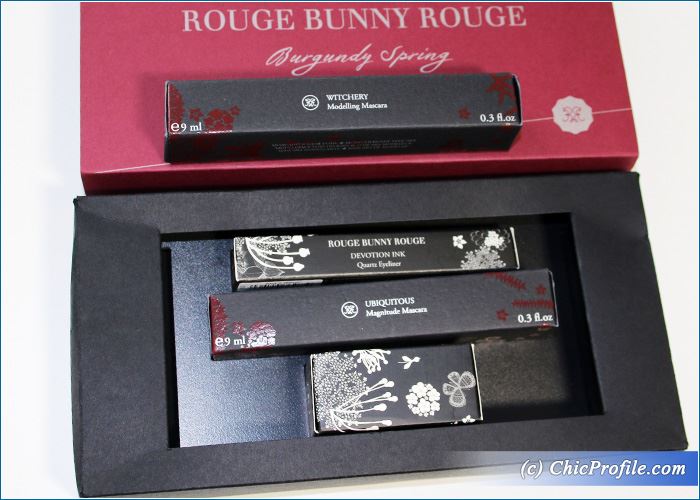 ROUGE BUNNY ROUGE
Burgundy Spring
WITCHERY
Modelling Mascara
℮9 ml
0.3 fl.oz
ROUGE BUNNY ROUGE
DEVOTION INK
Quartz Eyeliner
UBIQUITOUS
Magnitude Mascara
℮9 ml
0.3 fl.oz
(c) ChicProfile.com